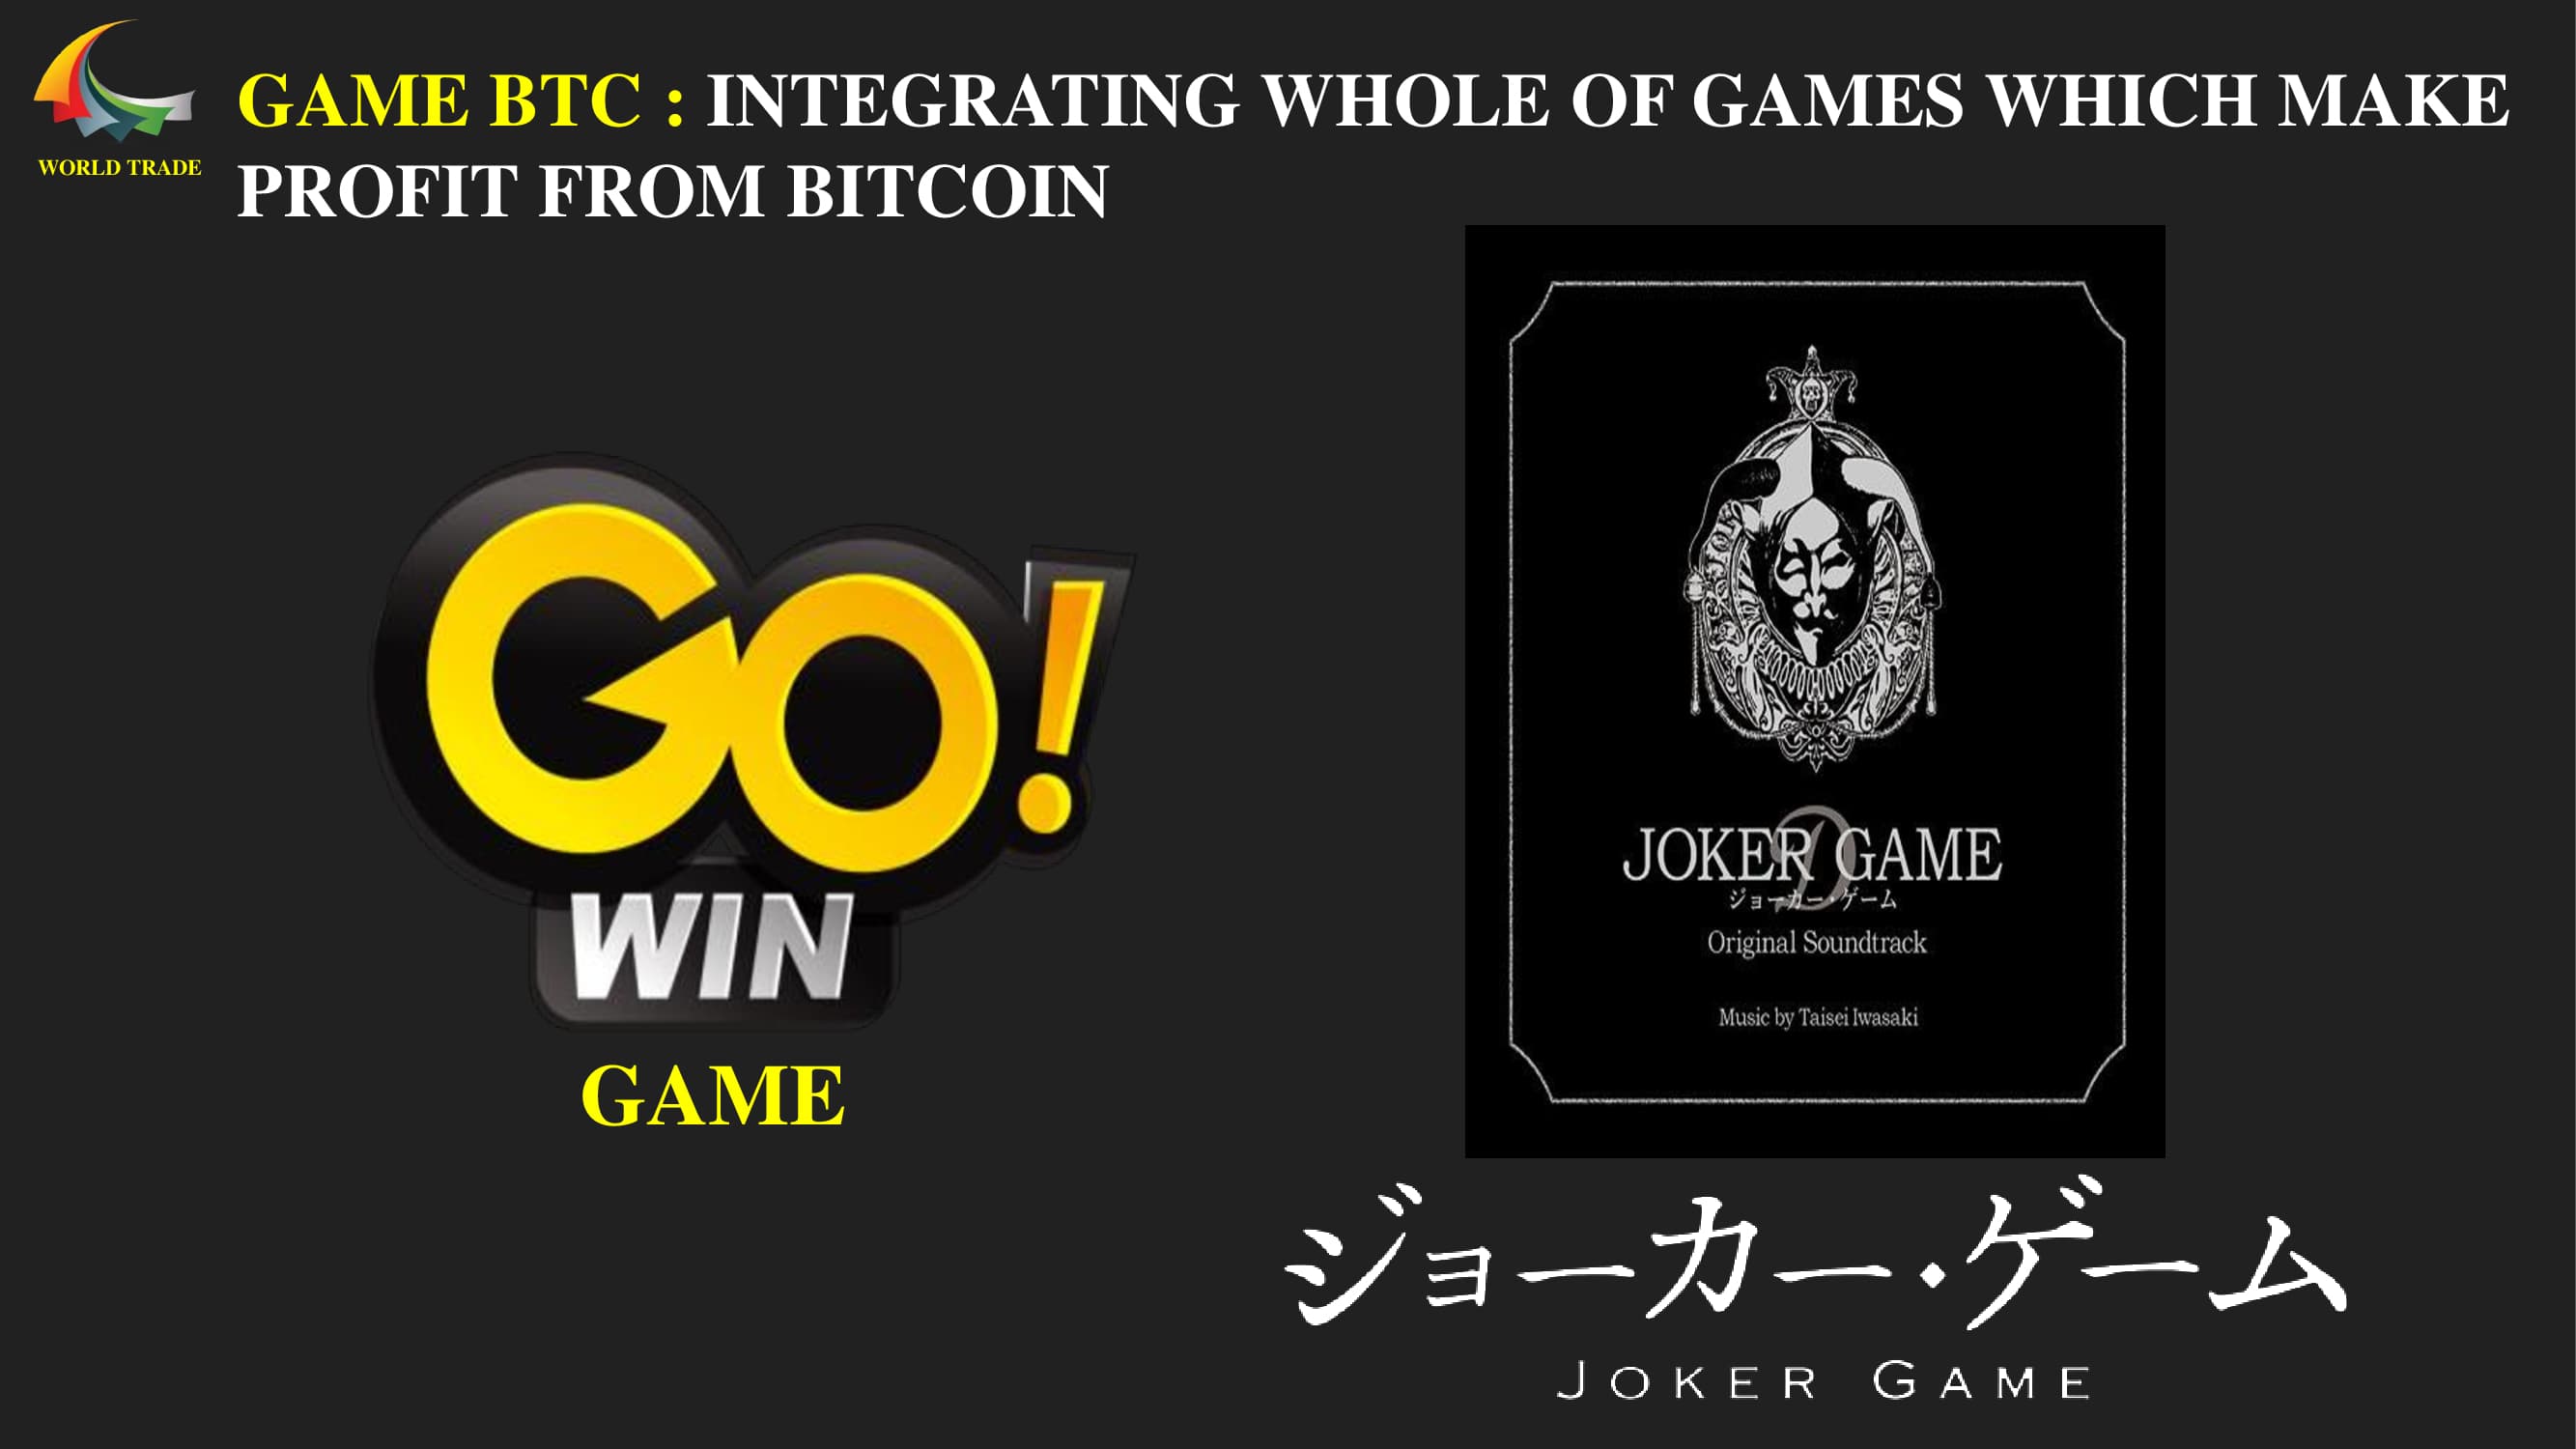 WORLD TRADE
GAME BTC : INTEGRATING WHOLE OF GAMES WHICH MAKE
PROFIT FROM BITCOIN
GO!
WIN
GAME
JOKER GAME
D
ジョーカー・ゲーム
Original Soundtrack
Music by Taisei Iwasaki
ジョーカー・ゲーム
JOKER GAME